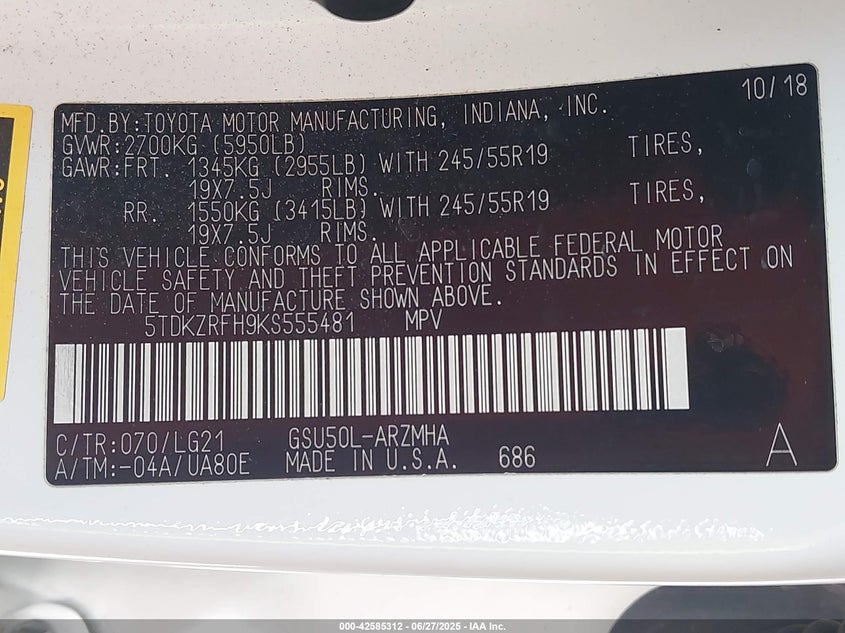 10/18
MFD.BY:TOYOTA MOTOR MANUFACTURING, INDIANA, INC.
GVWR:2700KG (5950LB)
GAWR:FRT. 1345KG (2955LB) WITH 245/55R19 TIRES,
19X7.5J RIMS.
RR. 1550KG (3415LB) WITH 245/55R19 TIRES,
19X7.5J RIMS.
THIS VEHICLE CONFORMS TO ALL APPLICABLE FEDERAL MOTOR
VEHICLE SAFETY AND THEFT PREVENTION STANDARDS IN EFFECT ON
THE DATE OF MANUFACTURE SHOWN ABOVE.
5TDKZRFH9KS555481 MPV
C/TR:070/LG21 GSU50L-ARZMHA
A/TM:-04A/UA80E MADE IN U.S.A. 686 A
000-42585312 - 06/27/2025 - IAA Inc.